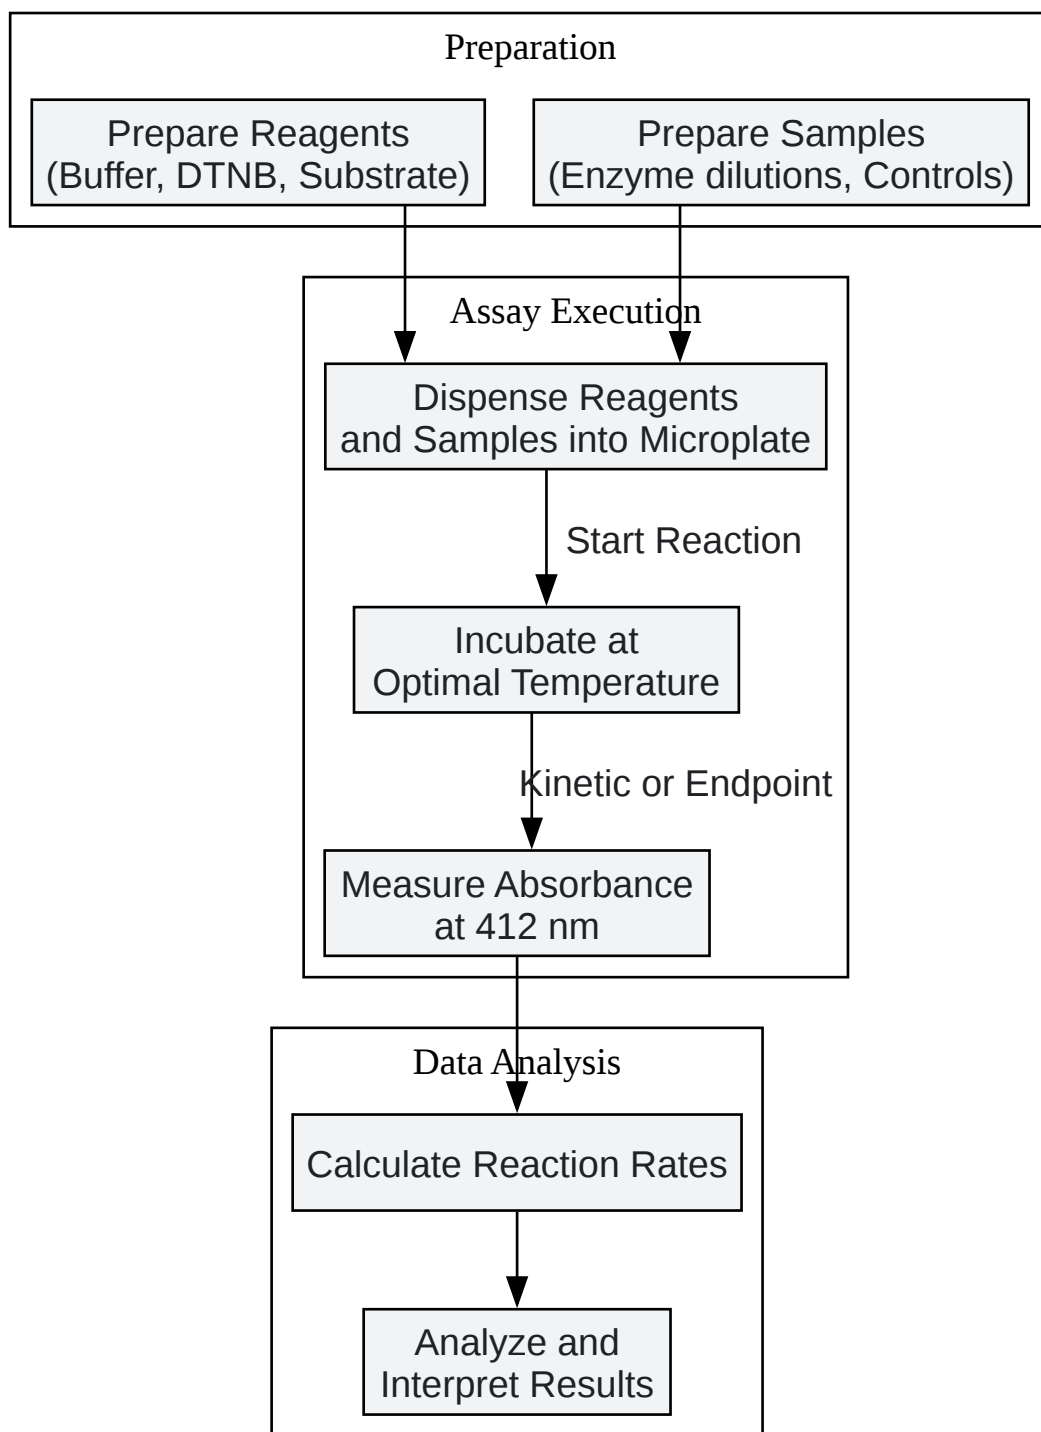 Preparation
Prepare Reagents
(Buffer, DTNB, Substrate)
Prepare Samples
(Enzyme dilutions, Controls)
Assay Execution
Dispense Reagents
and Samples into Microplate
Start Reaction
Incubate at
Optimal Temperature
Kinetic or Endpoint
Measure Absorbance
at 412 nm
Data Analysis
Calculate Reaction Rates
Analyze and
Interpret Results